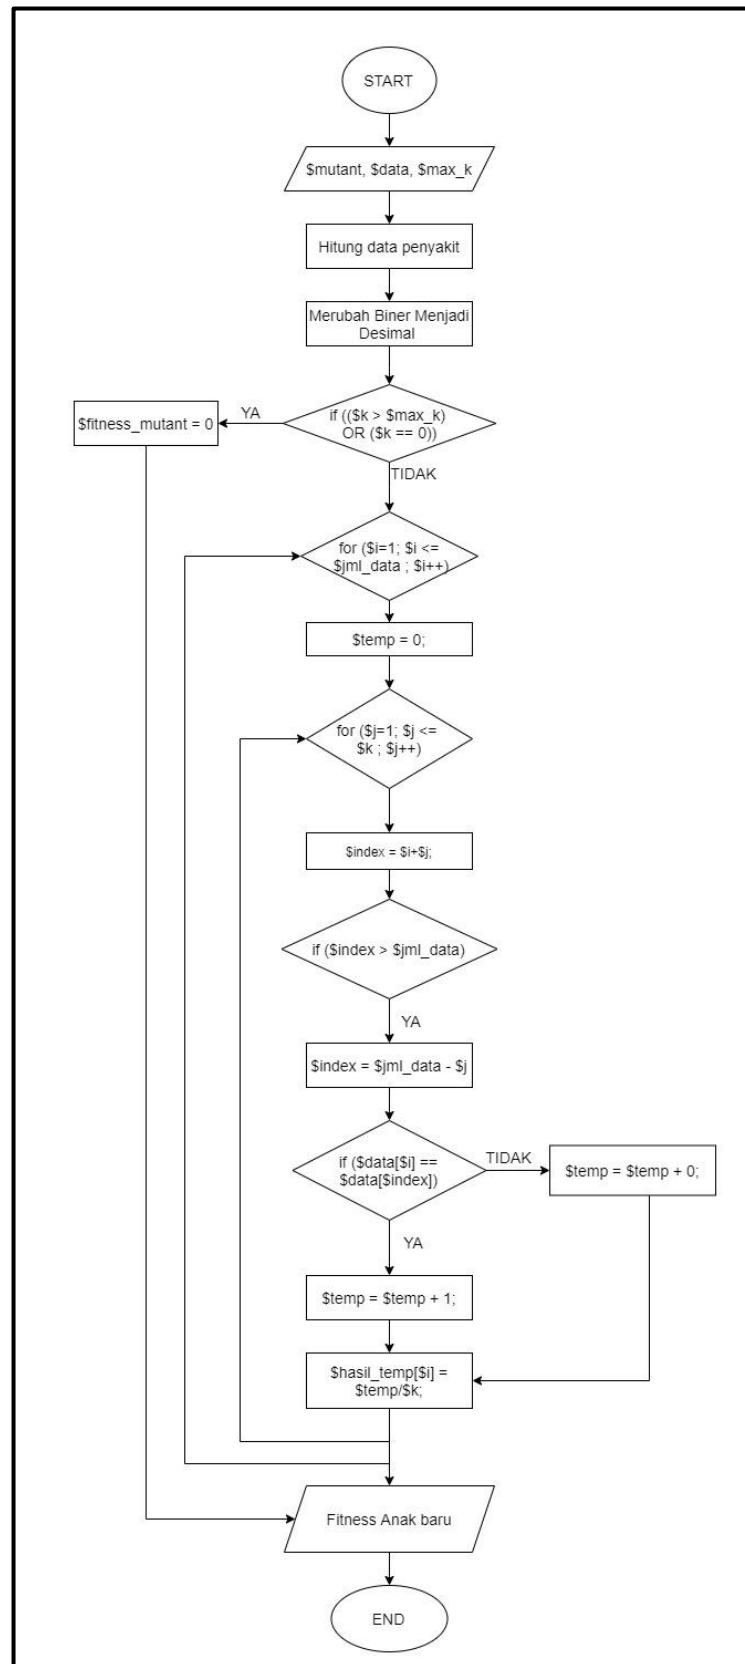 START
$mutant, $data, $max_k
Hitung data penyakit
Merubah Biner Menjadi
Desimal
if (($k > $max_k)
OR ($k == 0))
YA
$fitness_mutant = 0
TIDAK
for ($i=1; $i <=
$jml_data ; $i++)
$temp = 0;
for ($j=1; $j <=
$k ; $j++)
$index = $i+$j;
if ($index > $jml_data)
YA
$index = $jml_data - $j
if ($data[$i] ==
$data[$index])
TIDAK
$temp = $temp + 0;
YA
$temp = $temp + 1;
$hasil_temp[$i] =
$temp/$k;
Fitness Anak baru
END